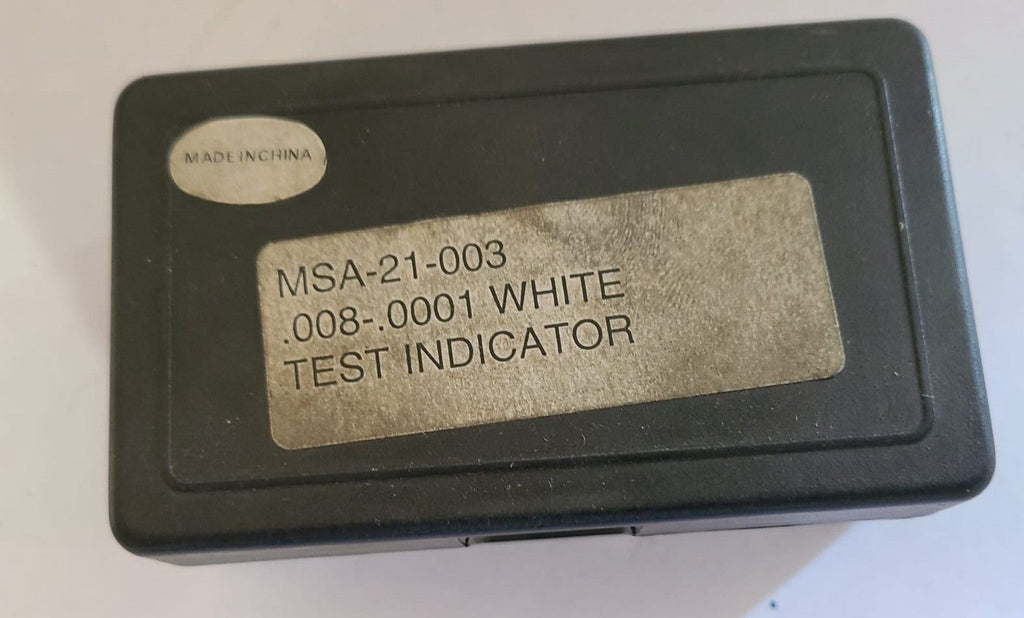 MADE IN CHINA
MSA-21-003
.008-.0001 WHITE
TEST INDICATOR